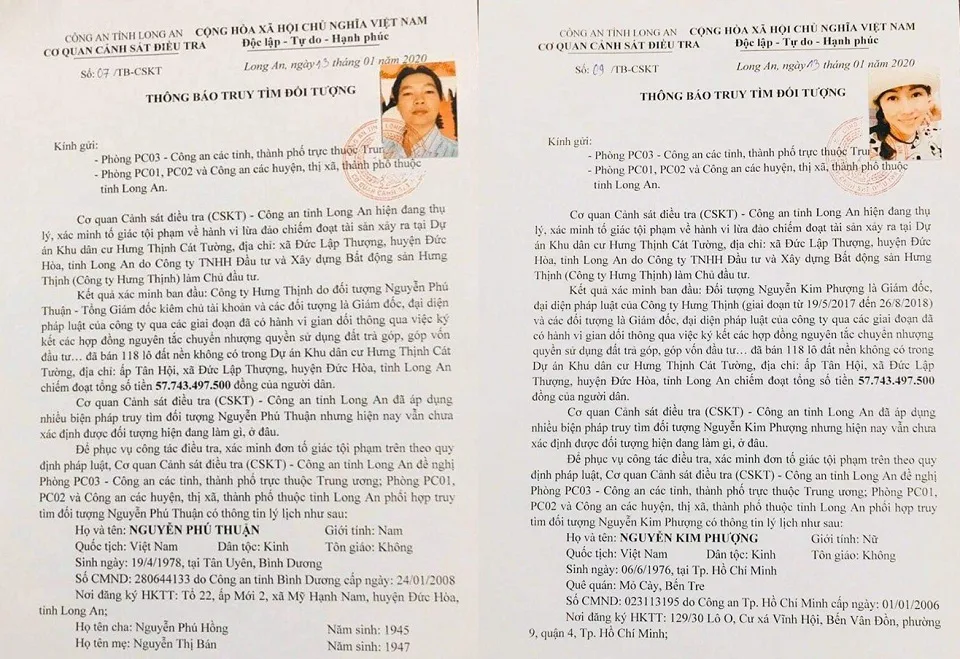 CÔNG AN TỈNH LONG AN
CƠ QUAN CẢNH SÁT ĐIỀU TRA
CỘNG HÒA XÃ HỘI CHỦ NGHĨA VIỆT NAM
Độc lập - Tự do - Hạnh phúc
Số: 07 /TB-CSKT
Long An, ngày 13 tháng 01 năm 2020
THÔNG BÁO TRUY TÌM ĐỐI TƯỢNG
Kính gửi:
- Phòng PC03 - Công an các tỉnh, thành phố trực thuộc
- Phòng PC01, PC02 và Công an các huyện, thị xã, thành phố thuộc
tỉnh Long An.
Cơ quan Cảnh sát điều tra (CSKT) - Công an tỉnh Long An hiện đang thụ
lý, xác minh tố giác tội phạm về hành vi lừa đảo chiếm đoạt tài sản xảy ra tại Dự
án Khu dân cư Hưng Thịnh Cát Tường, địa chỉ: xã Đức Lập Thượng, huyện Đức
Hòa, tỉnh Long An do Công ty TNHH Đầu tư và Xây dựng Bất động sản Hưng
Thịnh (Công ty Hưng Thịnh) làm Chủ đầu tư.
Kết quả xác minh ban đầu: Công ty Hưng Thịnh do đối tượng Nguyễn Phú
Thuận - Tổng Giám đốc kiêm chủ tài khoản và các đối tượng là Giám đốc, đại diện
pháp luật của công ty qua các giai đoạn đã có hành vi gian dối thông qua việc ký
kết các hợp đồng nguyên tắc chuyển nhượng quyền sử dụng đất trả góp, góp vốn
đầu tư… đã bán 118 lô đất nền không có trong Dự án Khu dân cư Hưng Thịnh Cát
Tường, địa chỉ: ấp Tân Hội, xã Đức Lập Thượng, huyện Đức Hòa, tỉnh Long An
chiếm đoạt tổng số tiền 57.743.497.500 đồng của người dân.
Cơ quan Cảnh sát điều tra (CSKT) - Công an tỉnh Long An đã áp dụng
nhiều biện pháp truy tìm đối tượng Nguyễn Phú Thuận nhưng hiện nay vẫn chưa
xác định được đối tượng hiện đang làm gì, ở đâu.
Để phục vụ công tác điều tra, xác minh đơn tố giác tội phạm trên theo quy
định pháp luật, Cơ quan Cảnh sát điều tra (CSKT) - Công an tỉnh Long An đề nghị
Phòng PC03 - Công an các tỉnh, thành phố trực thuộc Trung ương; Phòng PC01,
PC02 và Công an các huyện, thị xã, thành phố thuộc tỉnh Long An phối hợp truy
tìm đối tượng Nguyễn Phú Thuận có thông tin lý lịch như sau:
Họ và tên: NGUYỄN PHÚ THUẬN Giới tính: Nam
Quốc tịch: Việt Nam Dân tộc: Kinh Tôn giáo: Không
Sinh ngày: 19/4/1978, tại Tân Uyên, Bình Dương
Số CMND: 280644133 do Công an tỉnh Bình Dương cấp ngày: 24/01/2008
Nơi đăng ký HKTT: Tổ 22, ấp Mới 2, xã Mỹ Hạnh Nam, huyện Đức Hòa,
tỉnh Long An;
Họ tên cha: Nguyễn Phú Hồng Năm sinh: 1945
Họ tên mẹ: Nguyễn Thị Bán Năm sinh: 1947
CÔNG AN TỈNH LONG AN
CƠ QUAN CẢNH SÁT ĐIỀU TRA
CỘNG HÒA XÃ HỘI CHỦ NGHĨA VIỆT NAM
Độc lập - Tự do - Hạnh phúc
Số: 09 /TB-CSKT
Long An, ngày 13 tháng 01 năm 2020
THÔNG BÁO TRUY TÌM ĐỐI TƯỢNG
Kính gửi:
- Phòng PC03 - Công an các tỉnh, thành phố trực thuộc
- Phòng PC01, PC02 và Công an các huyện, thị xã, thành phố thuộc
tỉnh Long An.
Cơ quan Cảnh sát điều tra (CSKT) - Công an tỉnh Long An hiện đang thụ
lý, xác minh tố giác tội phạm về hành vi lừa đảo chiếm đoạt tài sản xảy ra tại Dự
án Khu dân cư Hưng Thịnh Cát Tường, địa chỉ: xã Đức Lập Thượng, huyện Đức
Hòa, tỉnh Long An do Công ty TNHH Đầu tư và Xây dựng Bất động sản Hưng
Thịnh (Công ty Hưng Thịnh) làm Chủ đầu tư.
Kết quả xác minh ban đầu: Đối tượng Nguyễn Kim Phượng là Giám đốc,
đại diện pháp luật của Công ty Hưng Thịnh (giai đoạn từ 19/5/2017 đến 26/8/2018)
và các đối tượng là Giám đốc, đại diện pháp luật của công ty qua các giai đoạn đã
có hành vi gian dối thông qua việc ký kết các hợp đồng nguyên tắc chuyển nhượng
quyền sử dụng đất trả góp, góp vốn đầu tư… đã bán 118 lô đất nền không có trong
Dự án Khu dân cư Hưng Thịnh Cát Tường, địa chỉ: ấp Tân Hội, xã Đức Lập
Thượng, huyện Đức Hòa, tỉnh Long An chiếm đoạt tổng số tiền 57.743.497.500
đồng của người dân.
Cơ quan Cảnh sát điều tra (CSKT) - Công an tỉnh Long An đã áp dụng
nhiều biện pháp truy tìm đối tượng Nguyễn Kim Phượng nhưng hiện nay vẫn chưa
xác định được đối tượng hiện đang làm gì, ở đâu.
Để phục vụ công tác điều tra, xác minh đơn tố giác tội phạm trên theo quy
định pháp luật, Cơ quan Cảnh sát điều tra (CSKT) - Công an tỉnh Long An đề nghị
Phòng PC03 - Công an các tỉnh, thành phố trực thuộc Trung ương; Phòng PC01,
PC02 và Công an các huyện, thị xã, thành phố thuộc tỉnh Long An phối hợp truy
tìm đối tượng Nguyễn Kim Phượng có thông tin lý lịch như sau:
Họ và tên: NGUYỄN KIM PHƯỢNG Giới tính: Nữ
Quốc tịch: Việt Nam Dân tộc: Kinh Tôn giáo: Không
Sinh ngày: 06/6/1976, tại Tp. Hồ Chí Minh
Quê quán: Mỏ Cày, Bến Tre
Số CMND: 023113195 do Công an Tp. Hồ Chí Minh cấp ngày: 01/01/2006
Nơi đăng ký HKTT: 129/30 Lô O, Cư xá Vĩnh Hội, Bến Vân Đồn, phường
9, quận 4, Tp. Hồ Chí Minh;